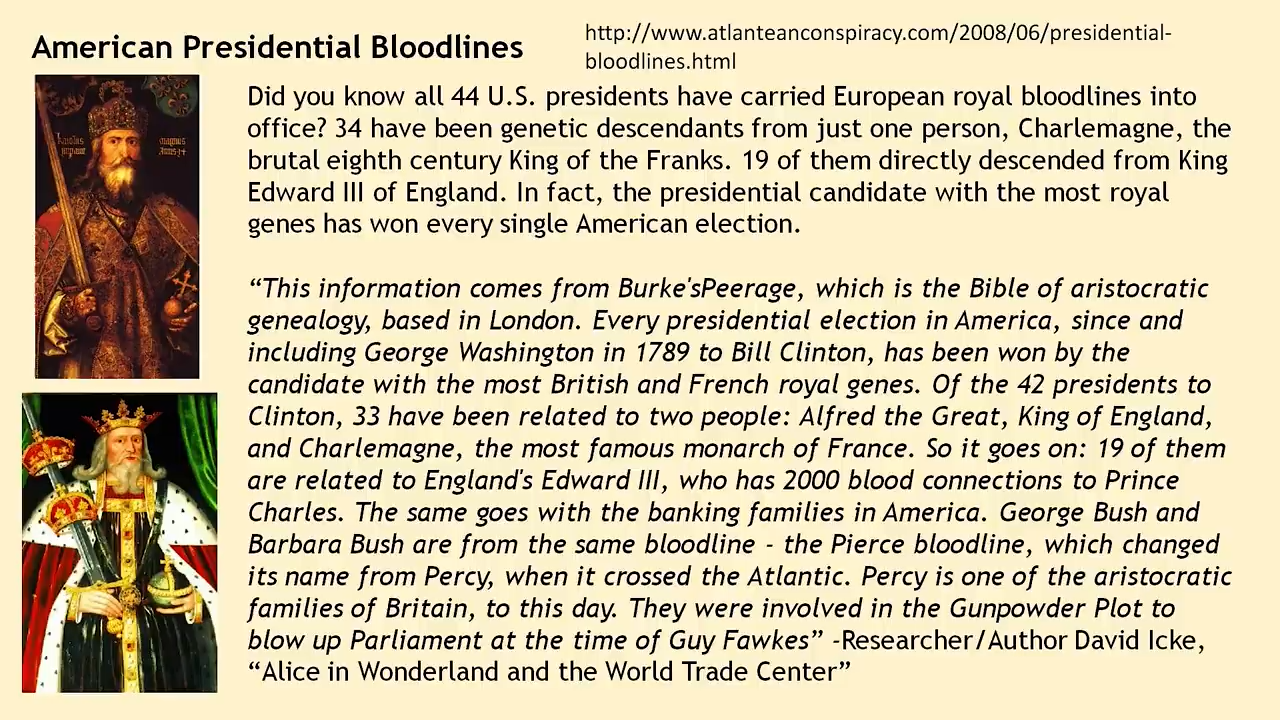 American Presidential Bloodlines
http://www.atlanteanconspiracy.com/2008/06/presidential-
bloodlines.html
Did you know all 44 U.S. presidents have carried European royal bloodlines into
office? 34 have been genetic descendants from just one person, Charlemagne, the
brutal eighth century King of the Franks. 19 of them directly descended from King
Edward III of England. In fact, the presidential candidate with the most royal
genes has won every single American election.
“This information comes from Burke'sPeerage, which is the Bible of aristocratic
genealogy, based in London. Every presidential election in America, since and
including George Washington in 1789 to Bill Clinton, has been won by the
candidate with the most British and French royal genes. Of the 42 presidents to
Clinton, 33 have been related to two people: Alfred the Great, King of England,
and Charlemagne, the most famous monarch of France. So it goes on: 19 of them
are related to England's Edward III, who has 2000 blood connections to Prince
Charles. The same goes with the banking families in America. George Bush and
Barbara Bush are from the same bloodline - the Pierce bloodline, which changed
its name from Percy, when it crossed the Atlantic. Percy is one of the aristocratic
families of Britain, to this day. They were involved in the Gunpowder Plot to
blow up Parliament at the time of Guy Fawkes” -Researcher/Author David Icke,
“Alice in Wonderland and the World Trade Center”